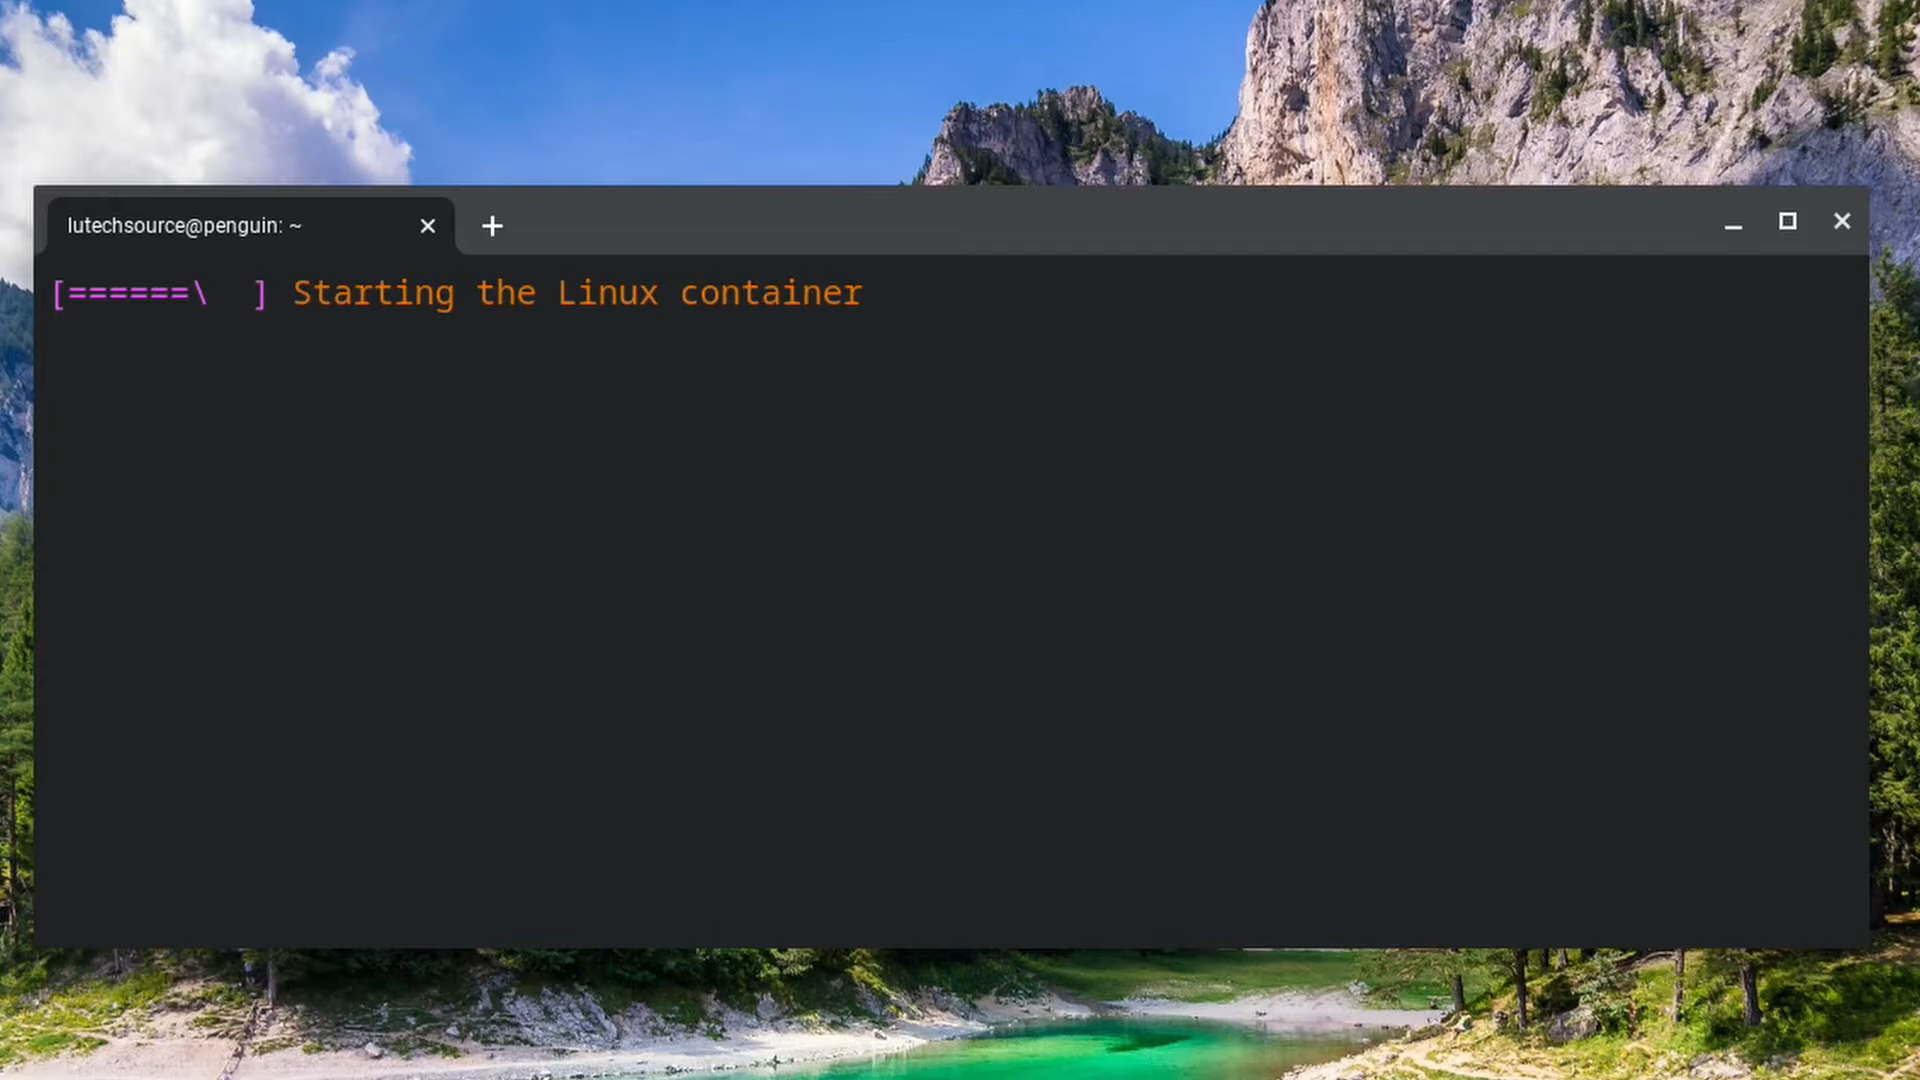 lutechsource@penguin: ~
[======\  ] Starting the Linux container